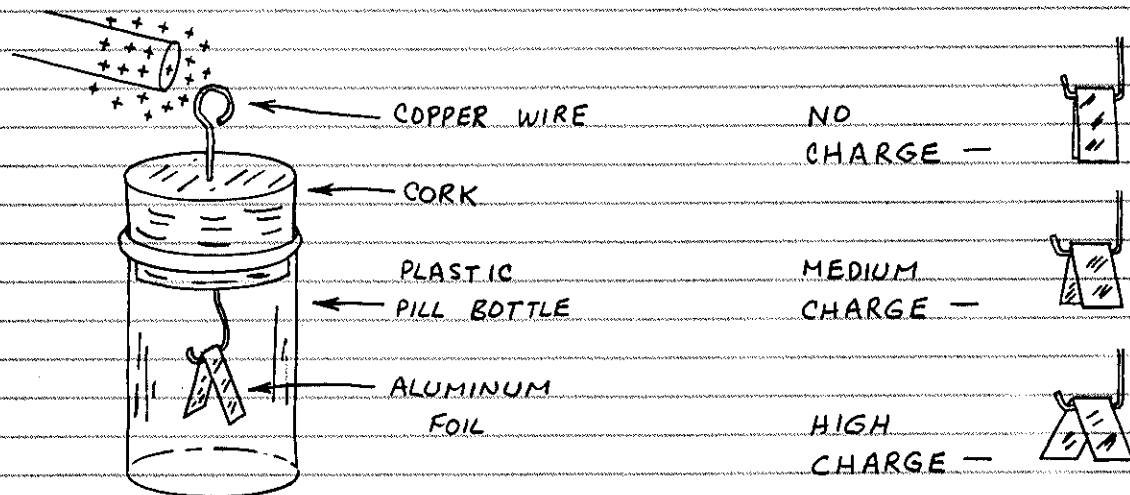 COPPER WIRE
CORK
PLASTIC
PILL BOTTLE
ALUMINUM
FOIL
NO
CHARGE —
MEDIUM
CHARGE —
HIGH
CHARGE —